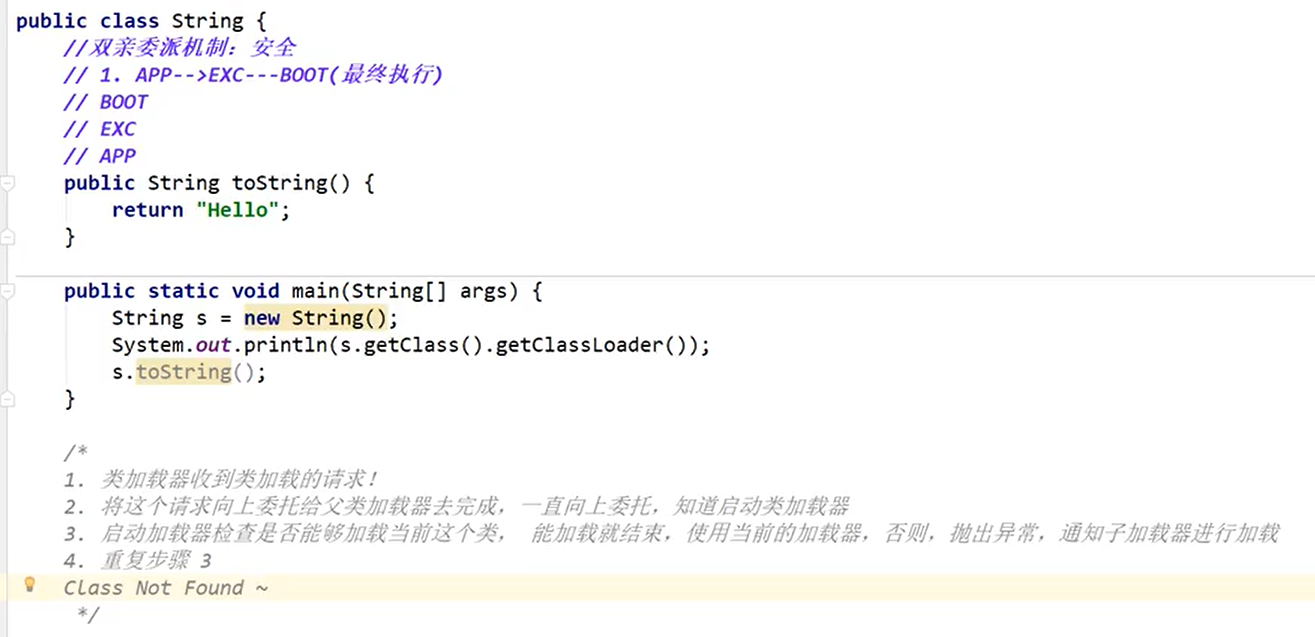 public class String {
//双亲委派机制：安全
// 1. APP-->EXC---BOOT(最终执行)
// BOOT
// EXC
// APP
public String toString() {
return "Hello";
}
public static void main(String[] args) {
String s = new String();
System.out.println(s.getClass().getClassLoader());
s.toString();
}
/*
1. 类加载器收到类加载的请求！
2. 将这个请求向上委托给父类加载器去完成，一直向上委托，知道启动类加载器
3. 启动加载器检查是否能够加载当前这个类， 能加载就结束，使用当前的加载器，否则，抛出异常，通知子加载器进行加载
4. 重复步骤 3
Class Not Found ~
*/